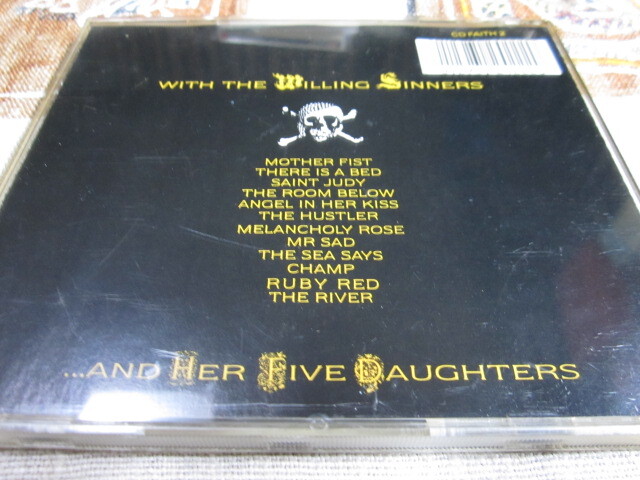 CD FAITH 2
WITH THE WILLING SINNERS
MOTHER FIST
THERE IS A BED
SAINT JUDY
THE ROOM BELOW
ANGEL IN HER KISS
THE HUSTLER
MELANCHOLY ROSE
MR SAD
THE SEA SAYS
CHAMP
RUBY RED
THE RIVER
...AND HER FIVE DAUGHTERS